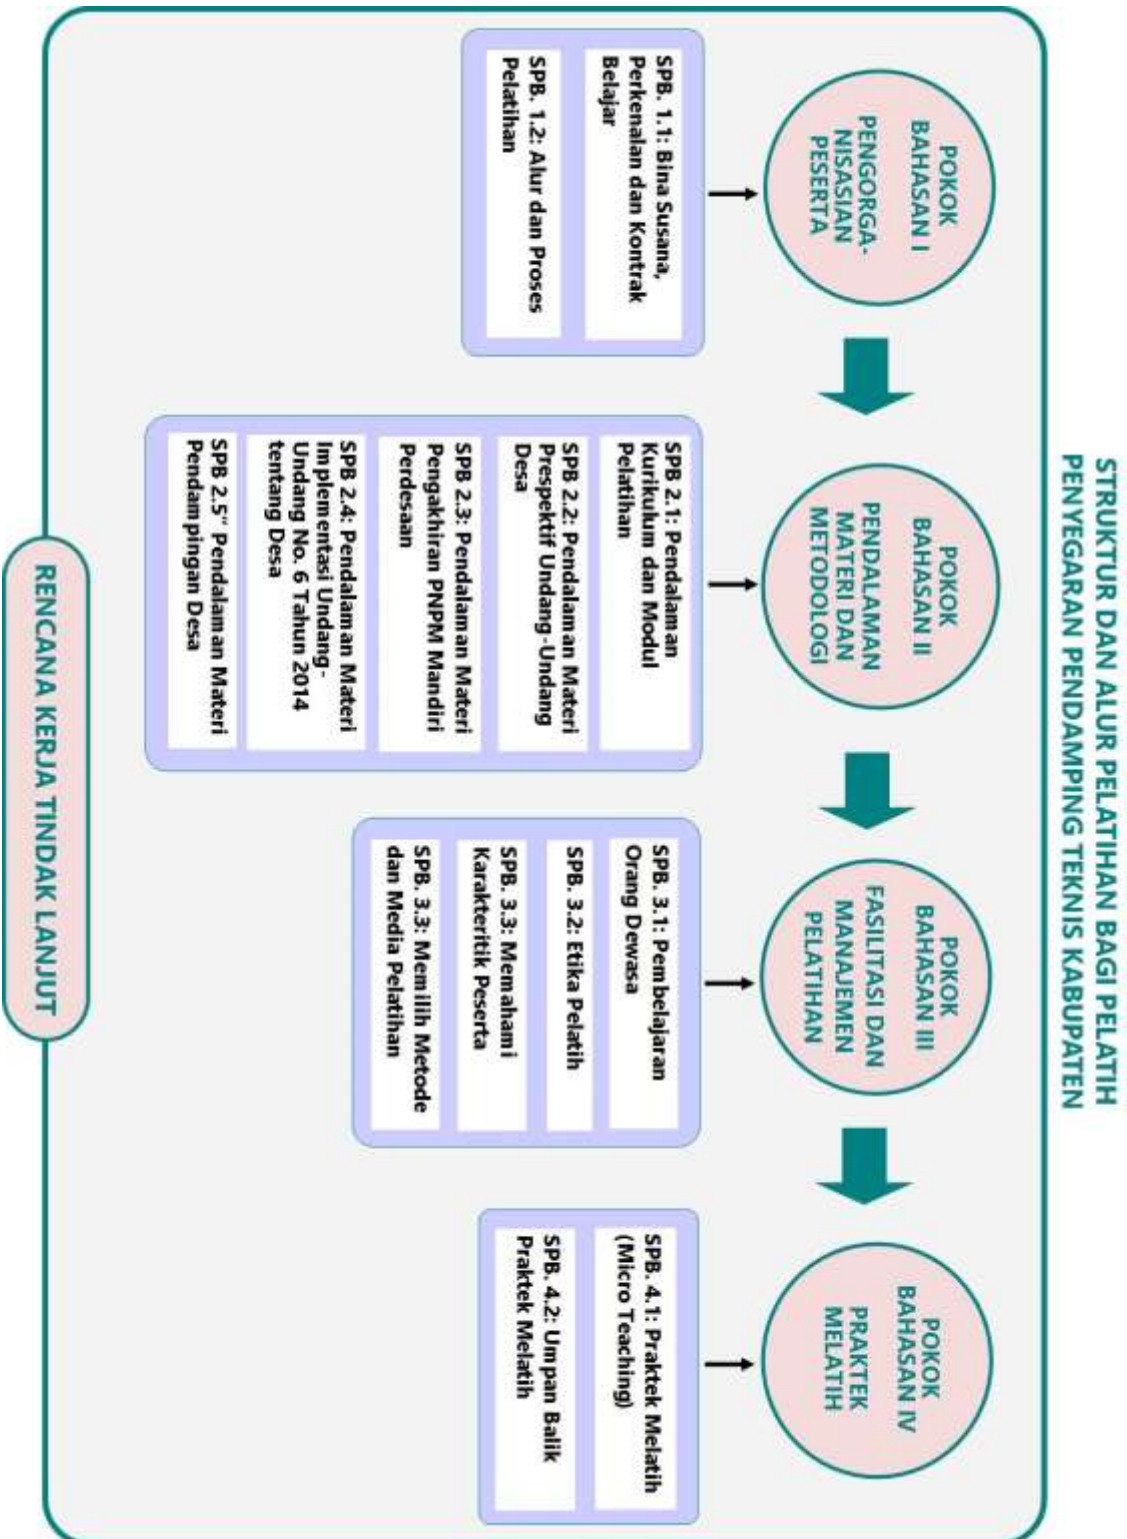 STRUKTUR DAN ALUR PELATIHAN BAGI PELATIH
PENYEGARAN PENDAMPING TEKNIS KABUPATEN
POKOK
BAHASAN I
PENGORGA-
NISASIAN
PESERTA
SPB. 1.1: Bina Susana,
Perkenalan dan Kontrak
Belajar
SPB. 1.2: Alur dan Proses
Pelatihan
POKOK
BAHASAN II
PENDALAMAN
MATERI DAN
METODOLOGI
SPB 2.1: Pendalaman
Kurikulum dan Modul
Pelatihan
SPB 2.2: Pendalaman Materi
Prespektif Undang-Undang
Desa
SPB 2.3: Pendalaman Materi
Pengakhiran PNPM Mandiri
Perdesaan
SPB 2.4: Pendalaman Materi
Implementasi Undang-
Undang No. 6 Tahun 2014
tentang Desa
SPB 2.5“ Pendalaman Materi
Pendampingan Desa
POKOK
BAHASAN III
FASILITASI DAN
MANAJEMEN
PELATIHAN
SPB. 3.1: Pembelajaran
Orang Dewasa
SPB. 3.2: Etika Pelatih
SPB. 3.3: Memahami
Karakteritik Peserta
SPB. 3.3: Memilih Metode
dan Media Pelatihan
POKOK
BAHASAN IV
PRAKTEK
MELATIH
SPB. 4.1: Praktek Melatih
(Micro Teaching)
SPB. 4.2: Umpan Balik
Praktek Melatih
RENCANA KERJA TINDAK LANJUT